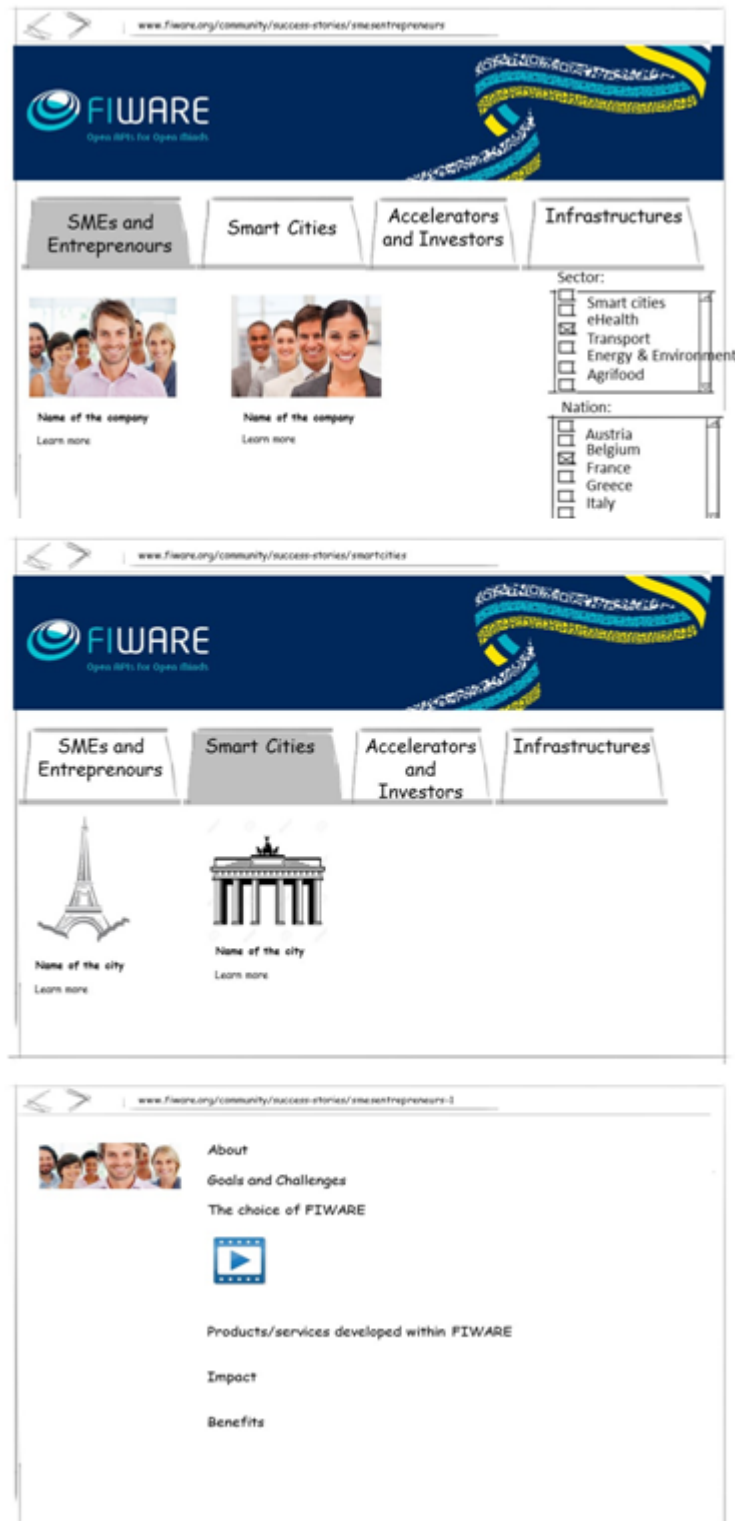 www.fiware.org/community/success-stories/smesentrepreneurs
FIWARE
Open APIs for Open Minds
SMEs and
Entreprenours
Smart Cities
Accelerators
and Investors
Infrastructures
Sector:
Smart cities
eHealth
Transport
Energy & Environment
Agrifood
Name of the company
Learn more
Name of the company
Learn more
Nation:
Austria
Belgium
France
Greece
Italy
www.fiware.org/community/success-stories/smartcities
FIWARE
Open APIs for Open Minds
SMEs and
Entreprenours
Smart Cities
Accelerators
and
Investors
Infrastructures
Name of the city
Learn more
Name of the city
Learn more
www.fiware.org/community/success-stories/smesentrepreneurs-1
About
Goals and Challenges
The choice of FIWARE
Products/services developed within FIWARE
Impact
Benefits